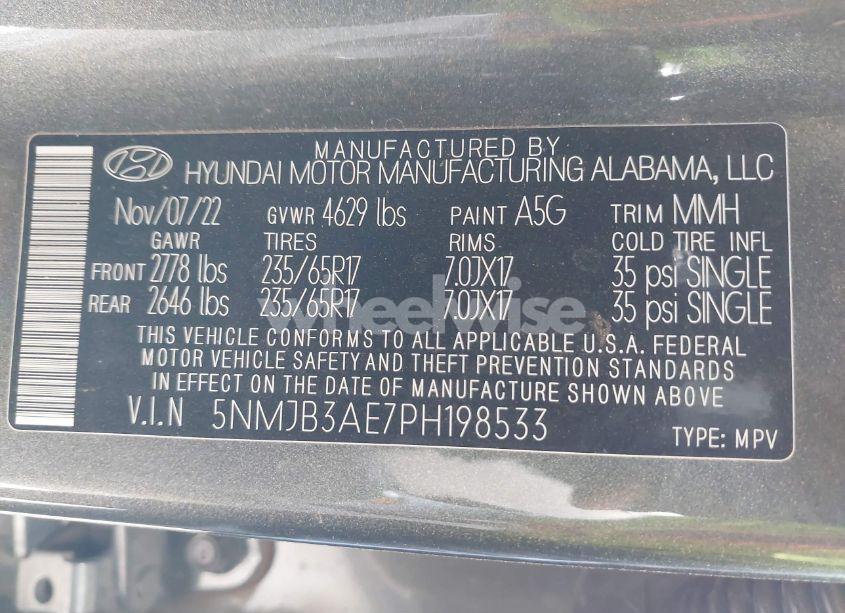 MANUFACTURED BY
HYUNDAI MOTOR MANUFACTURING ALABAMA, LLC
Nov/07/22 GVWR 4629 lbs PAINT A5G TRIM MMH
GAWR TIRES RIMS COLD TIRE INFL
FRONT 2778 lbs 235/65R17 7.0JX17 35 psi SINGLE
REAR 2646 lbs 235/65R17 7.0JX17 35 psi SINGLE
wheelwise
THIS VEHICLE CONFORMS TO ALL APPLICABLE U.S.A. FEDERAL
MOTOR VEHICLE SAFETY AND THEFT PREVENTION STANDARDS
IN EFFECT ON THE DATE OF MANUFACTURE SHOWN ABOVE
V.I.N 5NMJB3AE7PH198533
TYPE: MPV